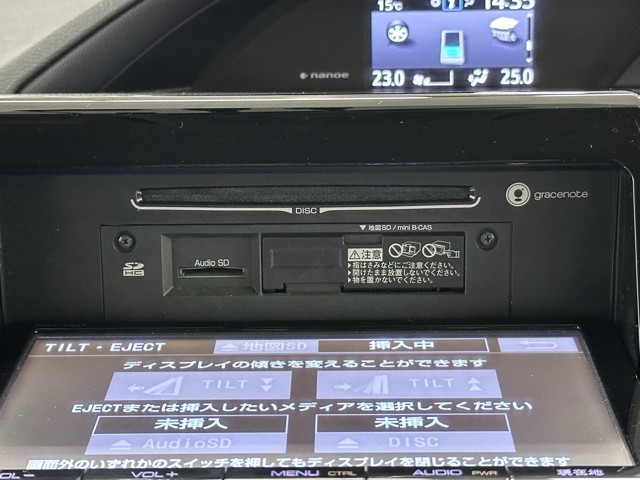 15℃
14:55
nanoe
23.0
25.0
DISC
gracenote
▼地図SD / mini B-CAS
SD HC
Audio SD
⚠注意
▶指はさみなどにご注意ください。
▶開けたまま放置しないでください。
▶物を置かないでください。
TILT・EJECT
▲地図SD
挿入中
ディスプレイの傾きを変えることができます
TILT
TILT
EJECTまたは挿入したいメディアを選択してください
未挿入
未挿入
AudioSD
DISC
画面外のいずれかのスイッチを押してもディスプレイを閉じることができます
VOL－
VOL＋
MENU CTRL
AUDIO PWR
現在地